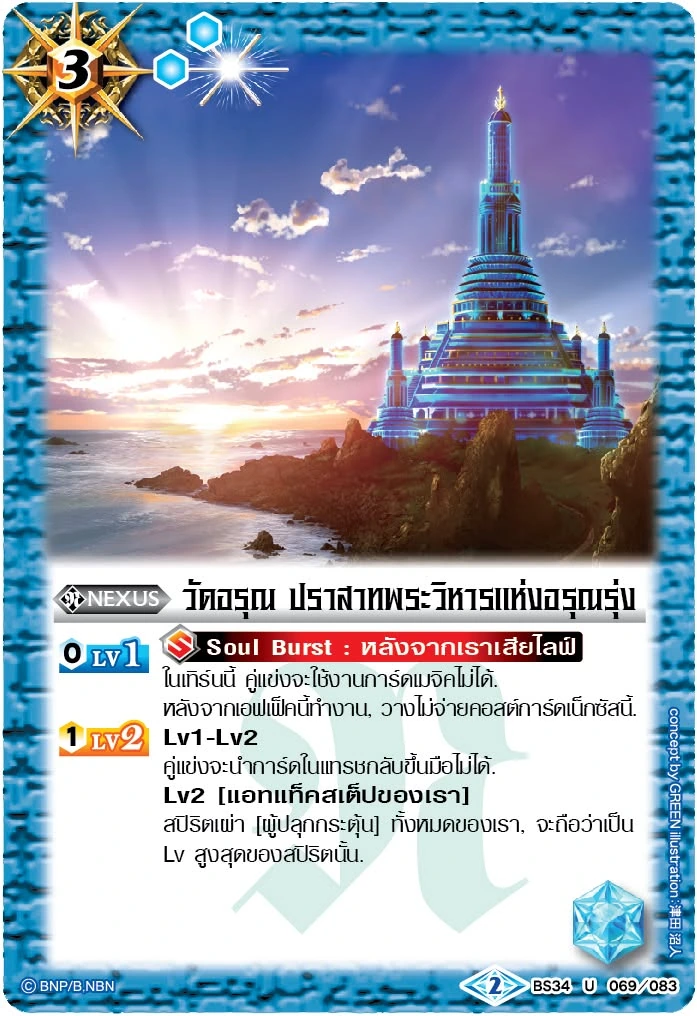 3
NEXUS วัดอรุณ ปราสาทพระวิหารแห่งอรุณรุ่ง
0 LV1 S Soul Burst : หลังจากเราเสียไลฟ์
ในเทิร์นนี้ คู่แข่งจะใช้งานการ์ดเมจิคไม่ได้.
หลังจากเอฟเฟ็คนี้ทำงาน, วางไม่จ่ายคอสต์การ์ดเน็กซัสนี้.
1 LV2 Lv1-Lv2
คู่แข่งจะนำการ์ดในแทรชกลับขึ้นมือไม่ได้.
Lv2 [แอทแท็คสเต็ปของเรา]
สปิริตเผ่า [ผู้ปลุกกระตุ้น] ทั้งหมดของเรา, จะถือว่าเป็น
Lv สูงสุดของสปิริตนั้น.
concept by GREEN illustration : 津田 沼人
© BNP/B,NBN
2 BS34 U 069/083